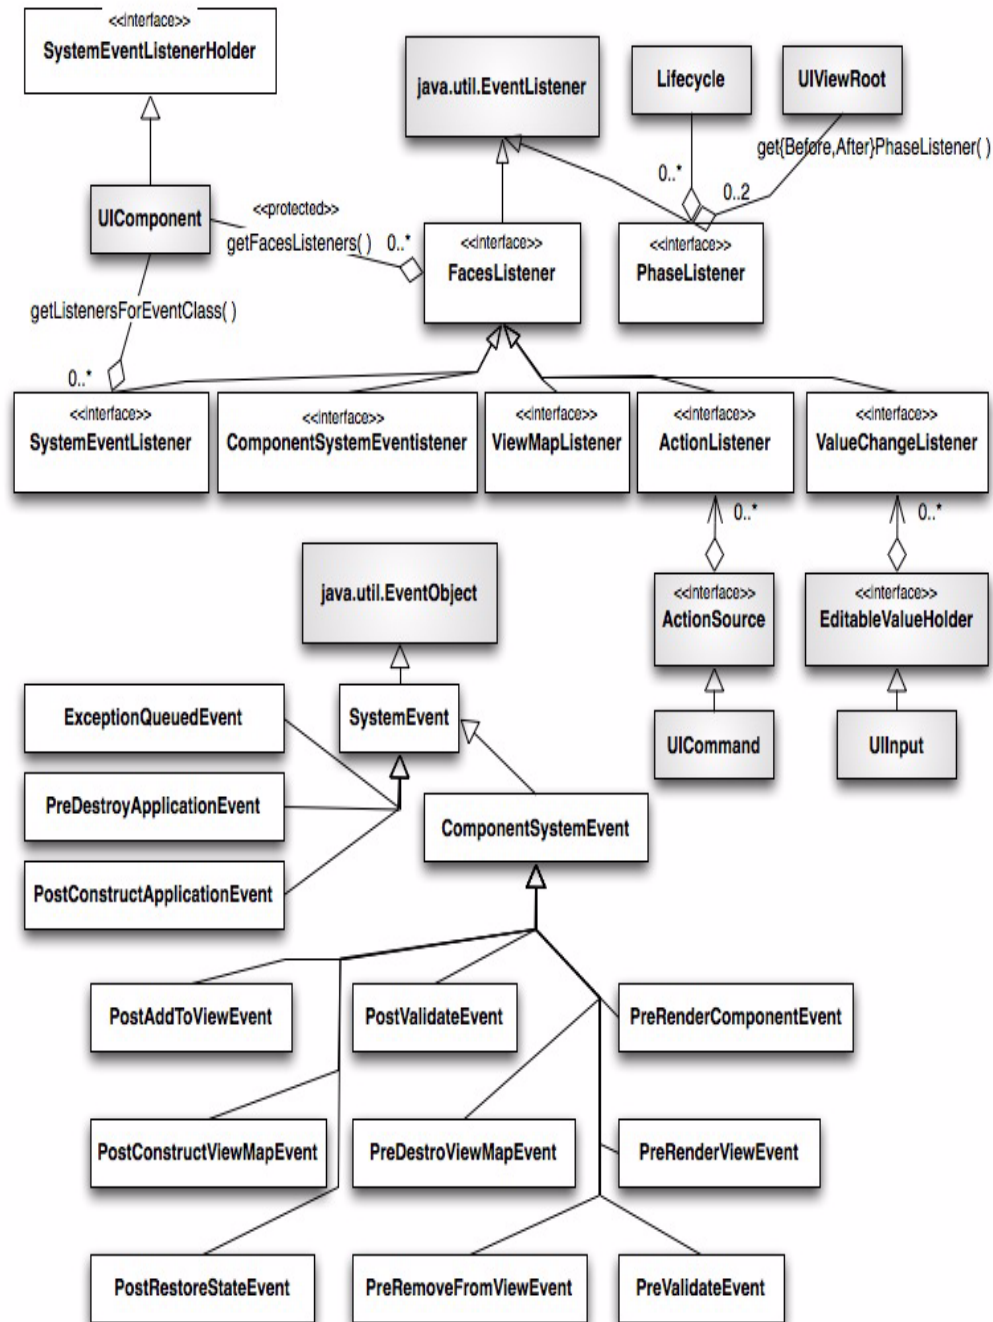 <<interface>>
SystemEventListenerHolder
java.util.EventListener
Lifecycle
UIViewRoot
get{Before,After}PhaseListener( )
0..*
0..2
UIComponent
<<protected>>
getFacesListeners( )
0..*
<<interface>>
FacesListener
<<interface>>
PhaseListener
getListenersForEventClass( )
0..*
<<interface>>
SystemEventListener
<<interface>>
ComponentSystemEventistener
<<interface>>
ViewMapListener
<<interface>>
ActionListener
<<interface>>
ValueChangeListener
0..*
0..*
java.util.EventObject
<<interface>>
ActionSource
<<interface>>
EditableValueHolder
ExceptionQueuedEvent
SystemEvent
UICommand
UIInput
PreDestroyApplicationEvent
ComponentSystemEvent
PostConstructApplicationEvent
PostAddToViewEvent
PostValidateEvent
PreRenderComponentEvent
PostConstructViewMapEvent
PreDestroViewMapEvent
PreRenderViewEvent
PostRestoreStateEvent
PreRemoveFromViewEvent
PreValidateEvent